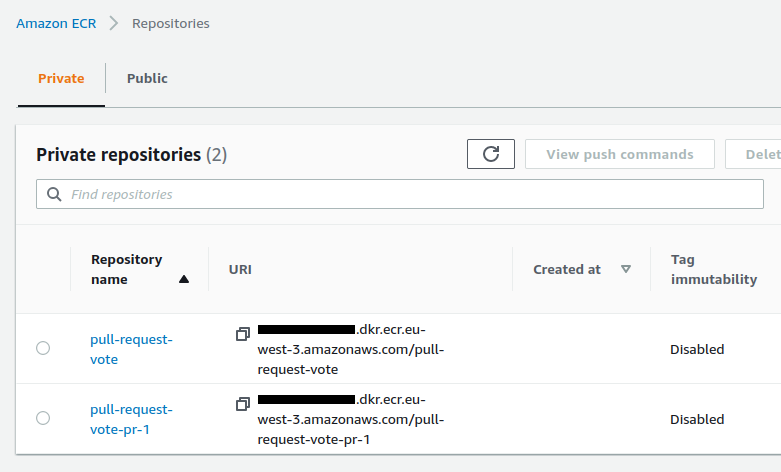 Amazon ECR Repositories
Private Public
Private repositories (2) View push commands Delet
Find repositories
Repository name URI Created at Tag immutability
pull-request-
vote
.dkr.ecr.eu-
west-3.amazonaws.com/pull-
request-vote
Disabled
pull-request-
vote-pr-1
.dkr.ecr.eu-
west-3.amazonaws.com/pull-
request-vote-pr-1
Disabled